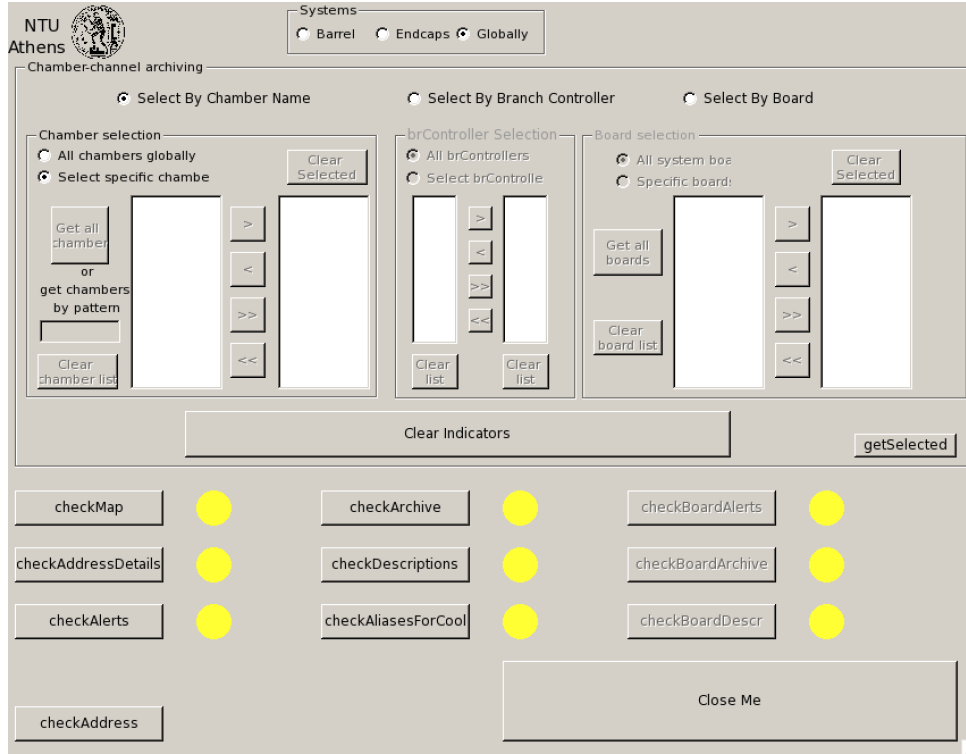 NTU
Athens
Systems
Barrel Endcaps Globally
Chamber-channel archiving
Select By Chamber Name Select By Branch Controller Select By Board
Chamber selection
All chambers globally
Select specific chambe
Clear
Selected
Get all
chamber
or
get chambers
by pattern
Clear
chamber list
>
<
>>
<<
brController Selection
All brControllers
Select brControlle
>
<
>>
<<
Clear
list
Clear
list
Board selection
All system boa
Specific boards
Clear
Selected
Get all
boards
Clear
board list
>
<
>>
<<
Clear Indicators
getSelected
checkMap checkArchive checkBoardAlerts
checkAddressDetails checkDescriptions checkBoardArchive
checkAlerts checkAliasesForCool checkBoardDescr
Close Me
checkAddress